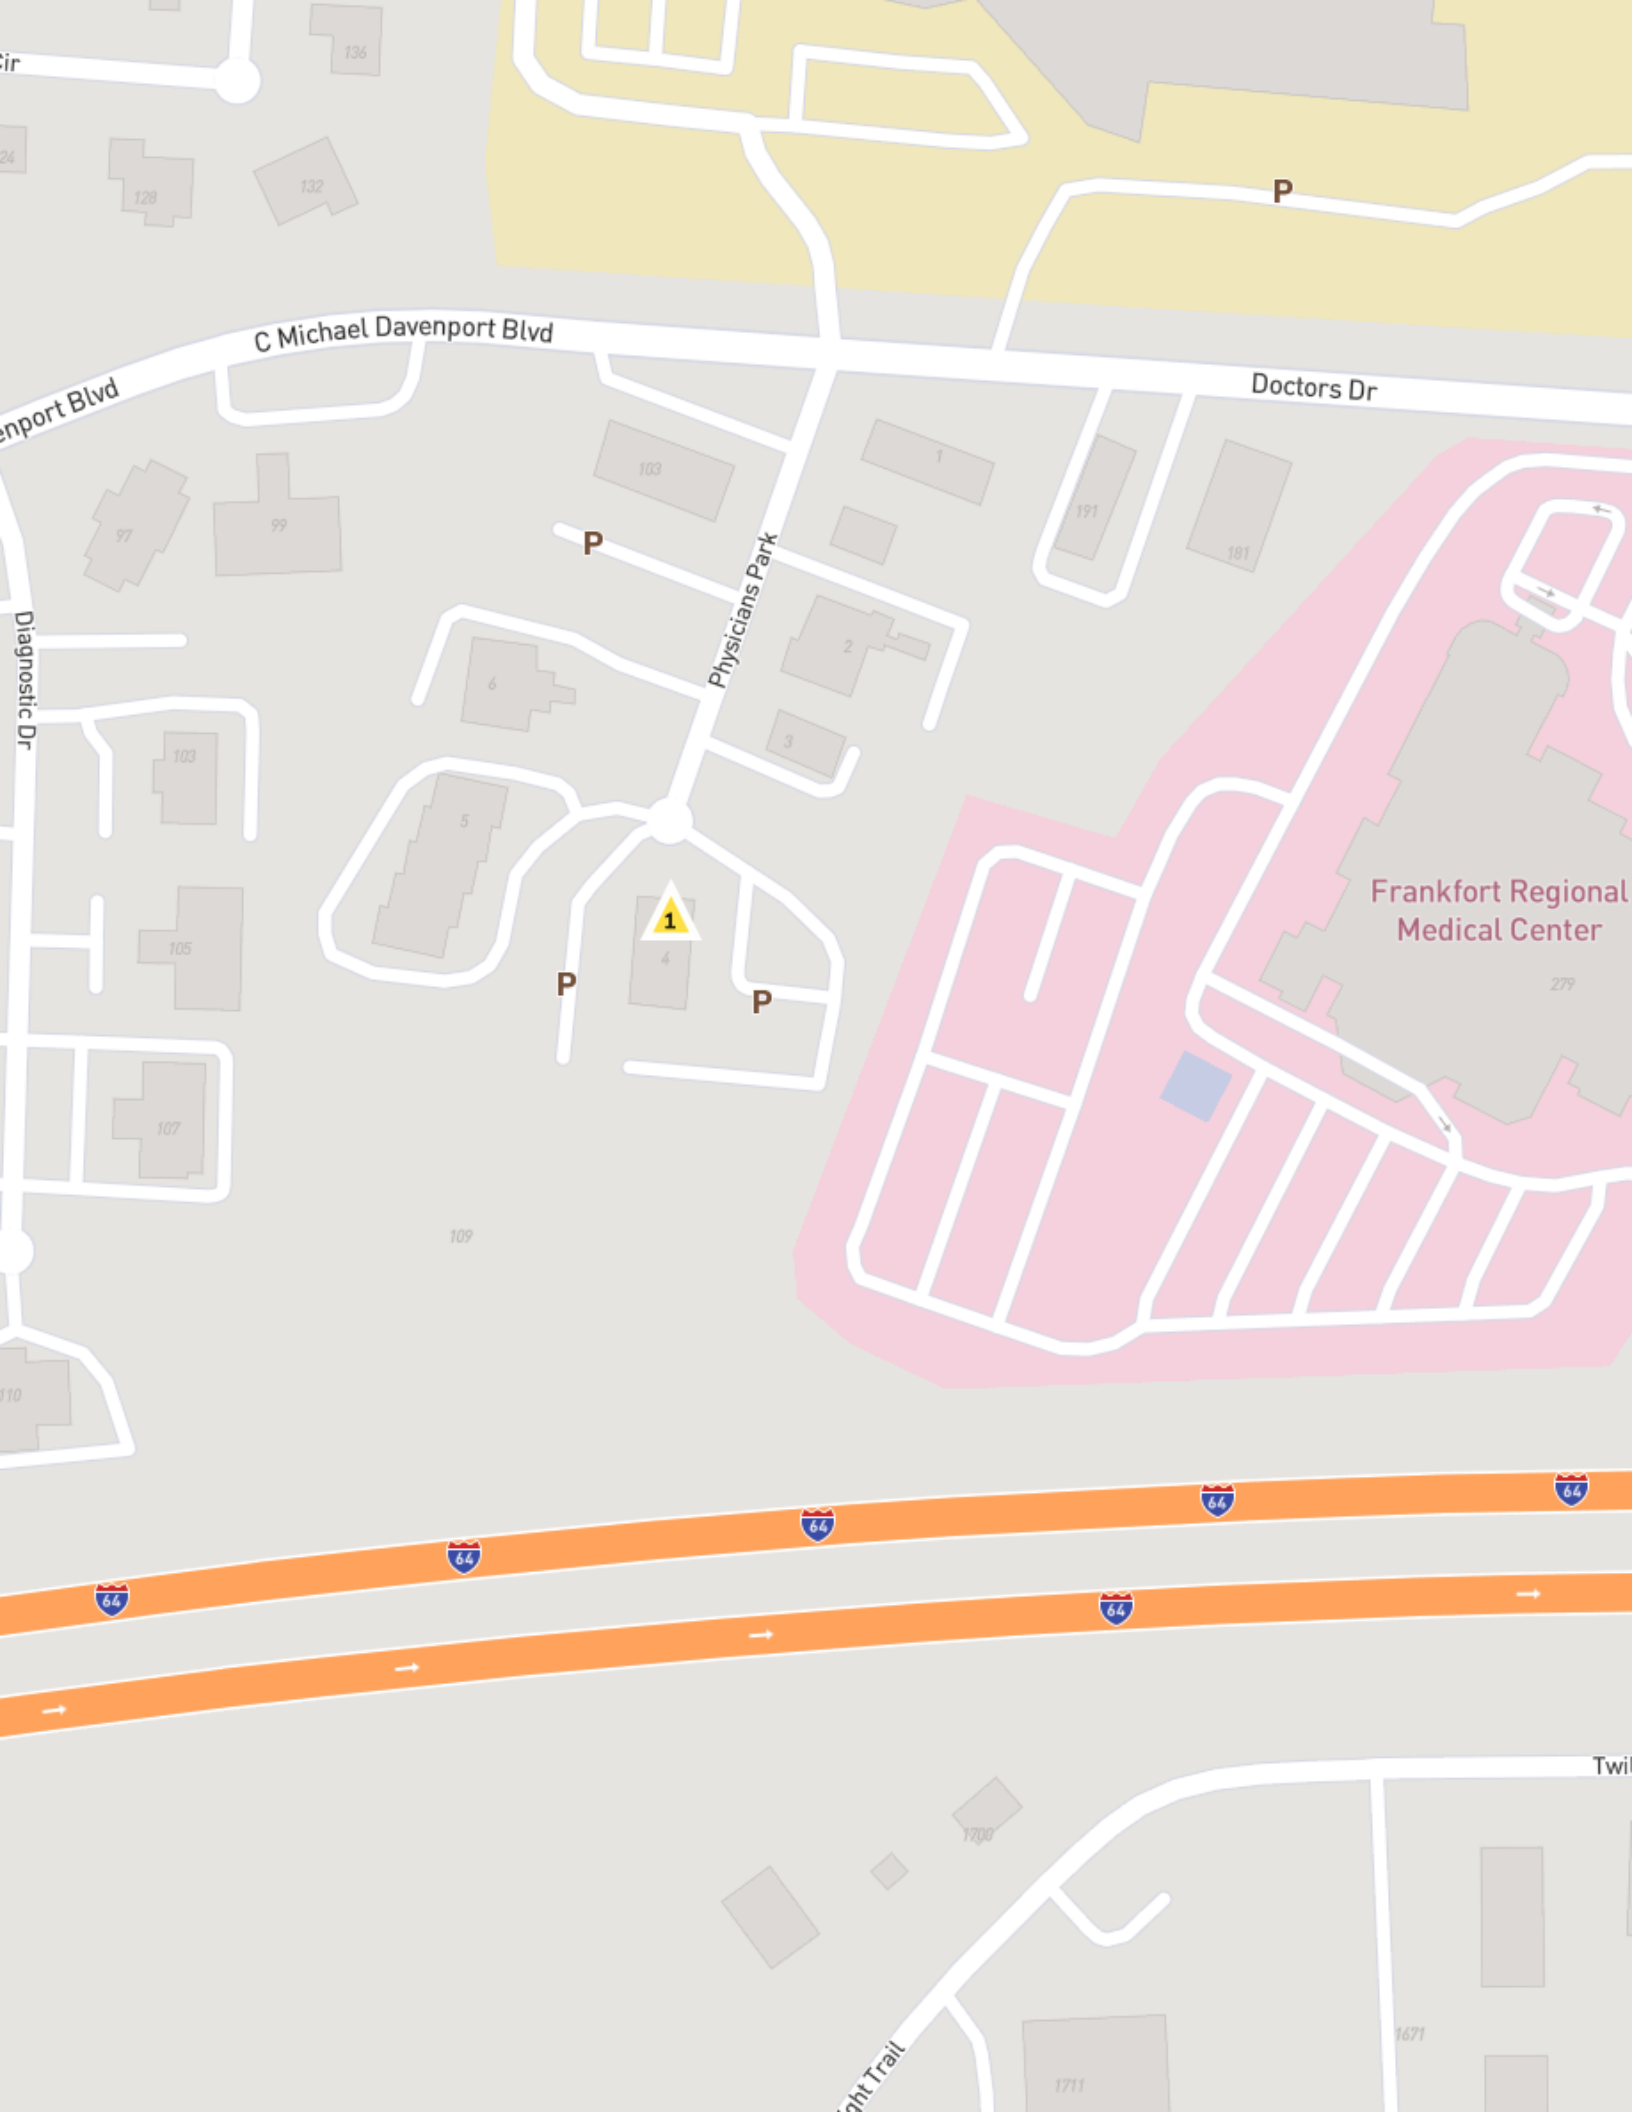 Cir
136
24
128
132
P
C Michael Davenport Blvd
enport Blvd
Doctors Dr
103
1
97
99
P
191
181
Physicians Park
Diagnostic Dr
2
6
3
103
5
Frankfort Regional
Medical Center
1
105
4
P
P
279
107
109
110
64
64
64
64
64
64
Twil
1700
1671
ght Trail
1711